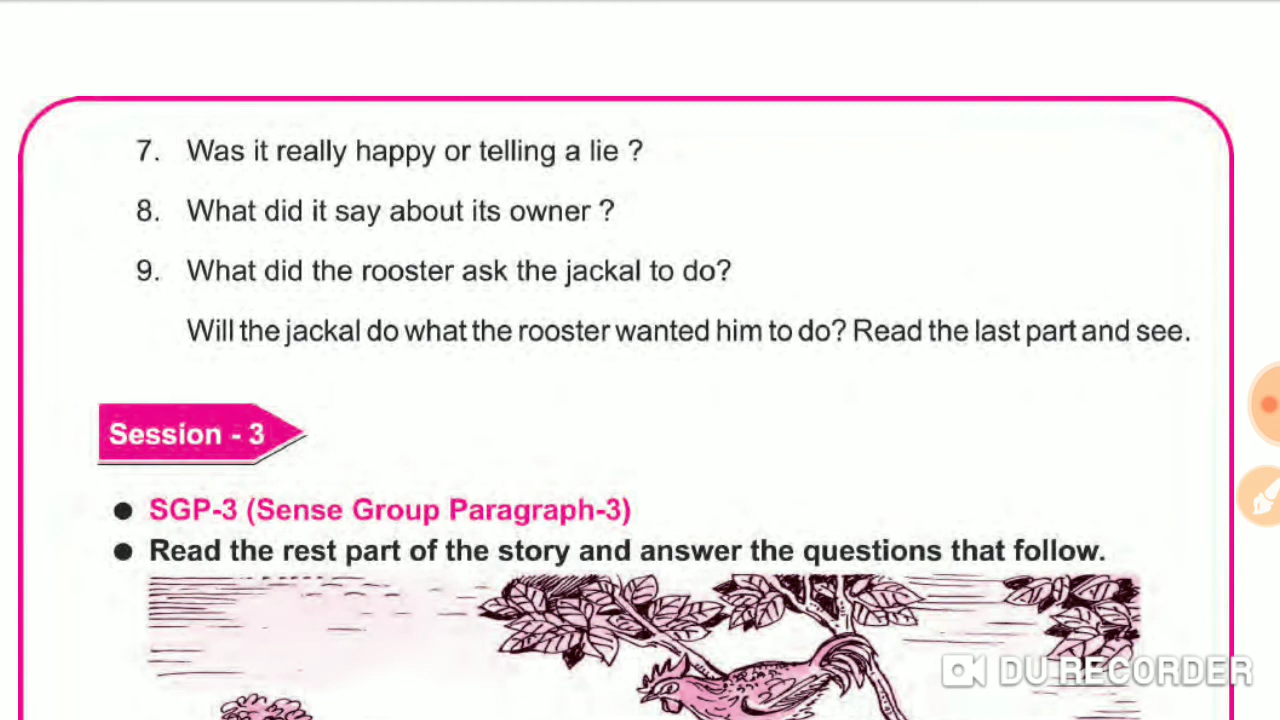 7. Was it really happy or telling a lie ?
8. What did it say about its owner ?
9. What did the rooster ask the jackal to do?
Will the jackal do what the rooster wanted him to do? Read the last part and see.
Session - 3
● SGP-3 (Sense Group Paragraph-3)
● Read the rest part of the story and answer the questions that follow.
DU RECORDER